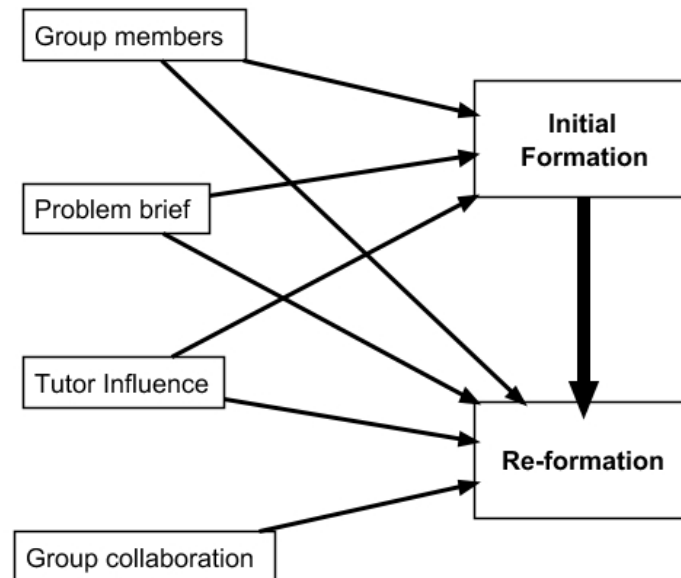 Group members
Initial
Formation
Problem brief
Tutor Influence
Re-formation
Group collaboration